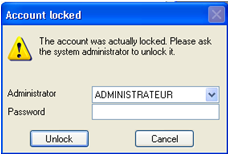 Account locked
The account was actually locked. Please ask
the system administrator to unlock it.
Administrator ADMINISTRATEUR
Password
Unlock Cancel